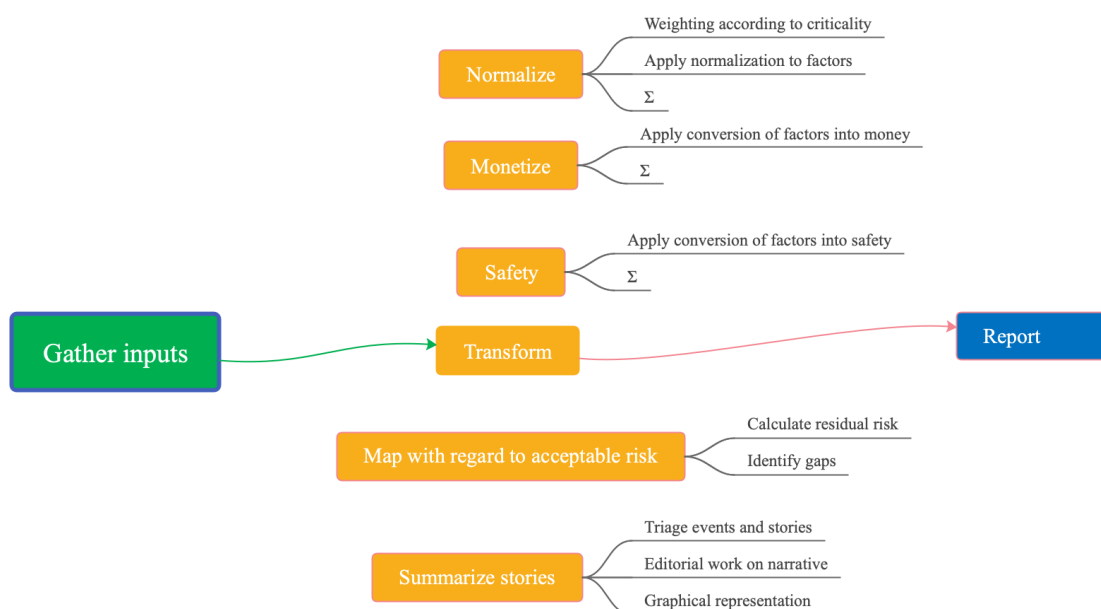 Weighting according to criticality
Normalize
Apply normalization to factors
Σ
Apply conversion of factors into money
Monetize
Σ
Apply conversion of factors into safety
Safety
Σ
Gather inputs
Transform
Report
Calculate residual risk
Map with regard to acceptable risk
Identify gaps
Triage events and stories
Summarize stories
Editorial work on narrative
Graphical representation